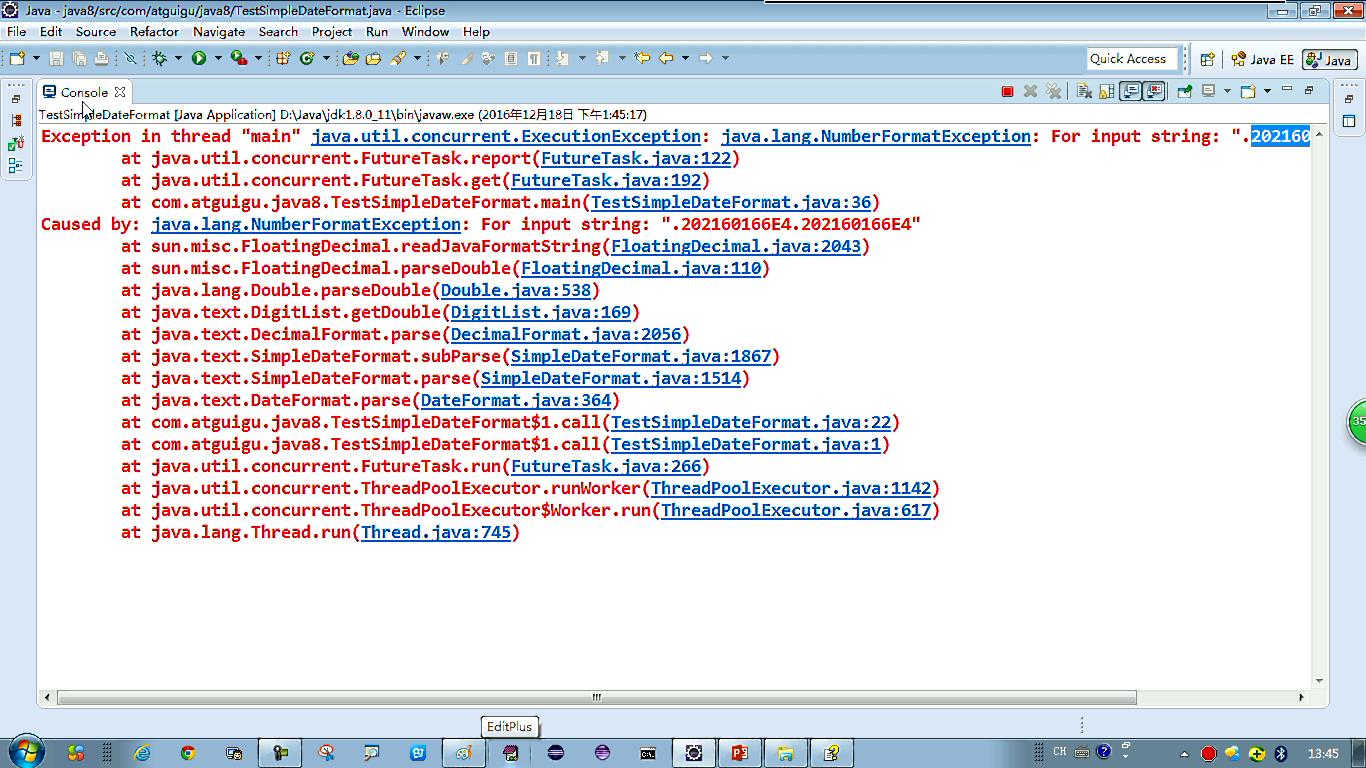 Java - java8/src/com/atguigu/java8/TestSimpleDateFormat.java - Eclipse
File Edit Source Refactor Navigate Search Project Run Window Help
Quick Access Java EE Java
Console
TestSimpleDateFormat [Java Application] D:\Java\jdk1.8.0_11\bin\javaw.exe (2016年12月18日 下午1:45:17)
Exception in thread "main" java.util.concurrent.ExecutionException: java.lang.NumberFormatException: For input string: ".202160
at java.util.concurrent.FutureTask.report(FutureTask.java:122)
at java.util.concurrent.FutureTask.get(FutureTask.java:192)
at com.atguigu.java8.TestSimpleDateFormat.main(TestSimpleDateFormat.java:36)
Caused by: java.lang.NumberFormatException: For input string: ".202160166E4.202160166E4"
at sun.misc.FloatingDecimal.readJavaFormatString(FloatingDecimal.java:2043)
at sun.misc.FloatingDecimal.parseDouble(FloatingDecimal.java:110)
at java.lang.Double.parseDouble(Double.java:538)
at java.text.DigitList.getDouble(DigitList.java:169)
at java.text.DecimalFormat.parse(DecimalFormat.java:2056)
at java.text.SimpleDateFormat.subParse(SimpleDateFormat.java:1867)
at java.text.SimpleDateFormat.parse(SimpleDateFormat.java:1514)
at java.text.DateFormat.parse(DateFormat.java:364)
at com.atguigu.java8.TestSimpleDateFormat$1.call(TestSimpleDateFormat.java:22)
at com.atguigu.java8.TestSimpleDateFormat$1.call(TestSimpleDateFormat.java:1)
at java.util.concurrent.FutureTask.run(FutureTask.java:266)
at java.util.concurrent.ThreadPoolExecutor.runWorker(ThreadPoolExecutor.java:1142)
at java.util.concurrent.ThreadPoolExecutor$Worker.run(ThreadPoolExecutor.java:617)
at java.lang.Thread.run(Thread.java:745)
35
EditPlus
CH 13:45